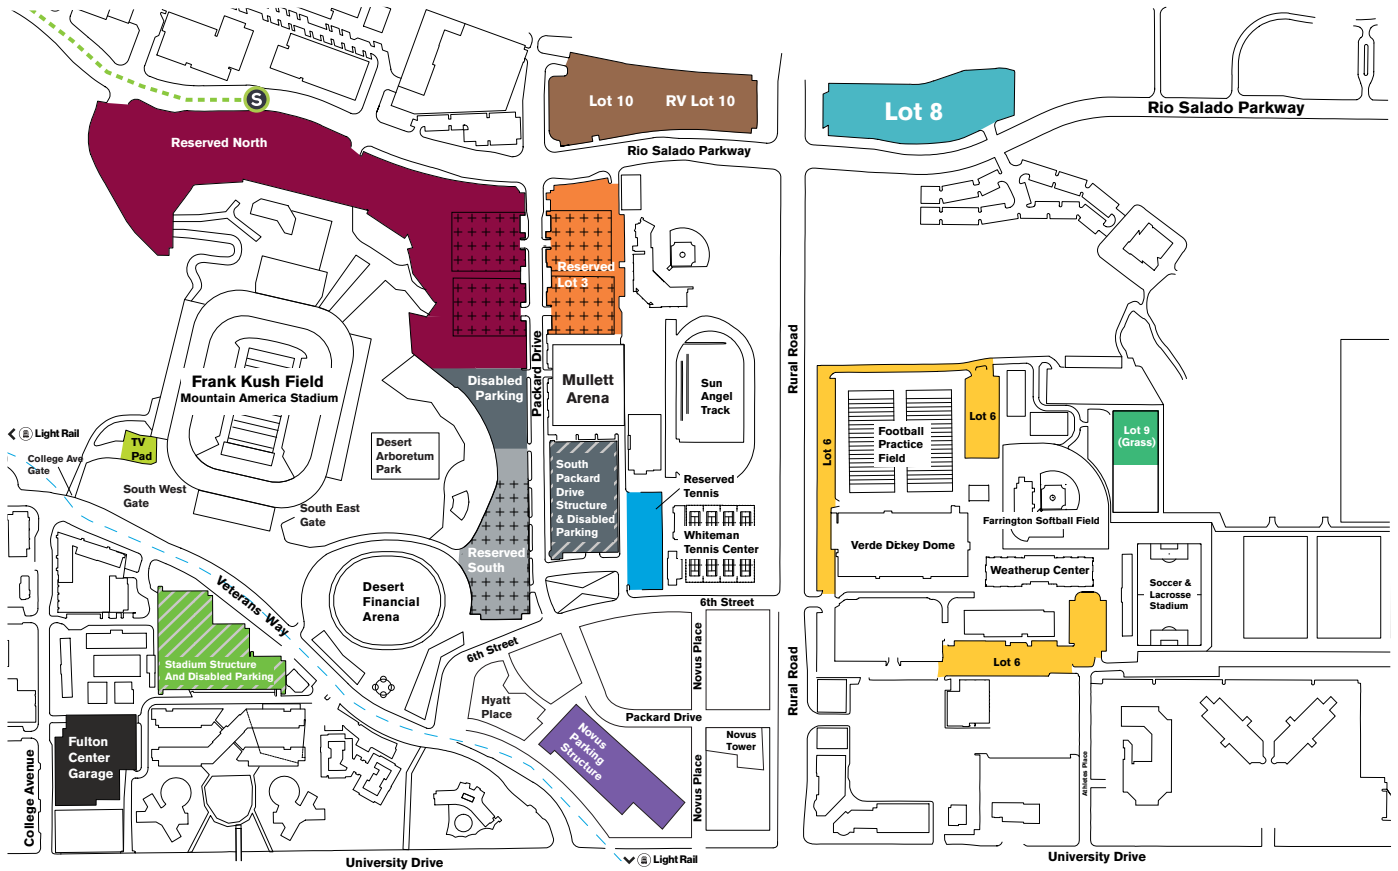 S
Lot 10
RV Lot 10
Lot 8
Rio Salado Parkway
Reserved North
Rio Salado Parkway
Reserved
Lot 3
Packard Drive
Rural Road
Frank Kush Field
Mountain America Stadium
Disabled
Parking
Mullett
Arena
Sun
Angel
Track
Lot 6
Lot 6
Football
Practice
Field
Lot 9
(Grass)
Light Rail
TV
Pad
College Ave
Gate
Desert
Arboretum
Park
South West
Gate
South East
Gate
South
Packard
Drive
Structure
& Disabled
Parking
Reserved
Tennis
Whiteman
Tennis Center
Farrington Softball Field
Verde Dickey Dome
Weatherup Center
Reserved
South
Soccer &
Lacrosse
Stadium
Desert
Financial
Arena
Veterans Way
6th Street
6th Street
Stadium Structure
And Disabled Parking
Novus Place
Rural Road
Lot 6
Hyatt
Place
Packard Drive
Novus
Parking
Structure
Novus
Tower
Fulton
Center
Garage
College Avenue
Novus Place
Athletes Place
University Drive
Light Rail
University Drive